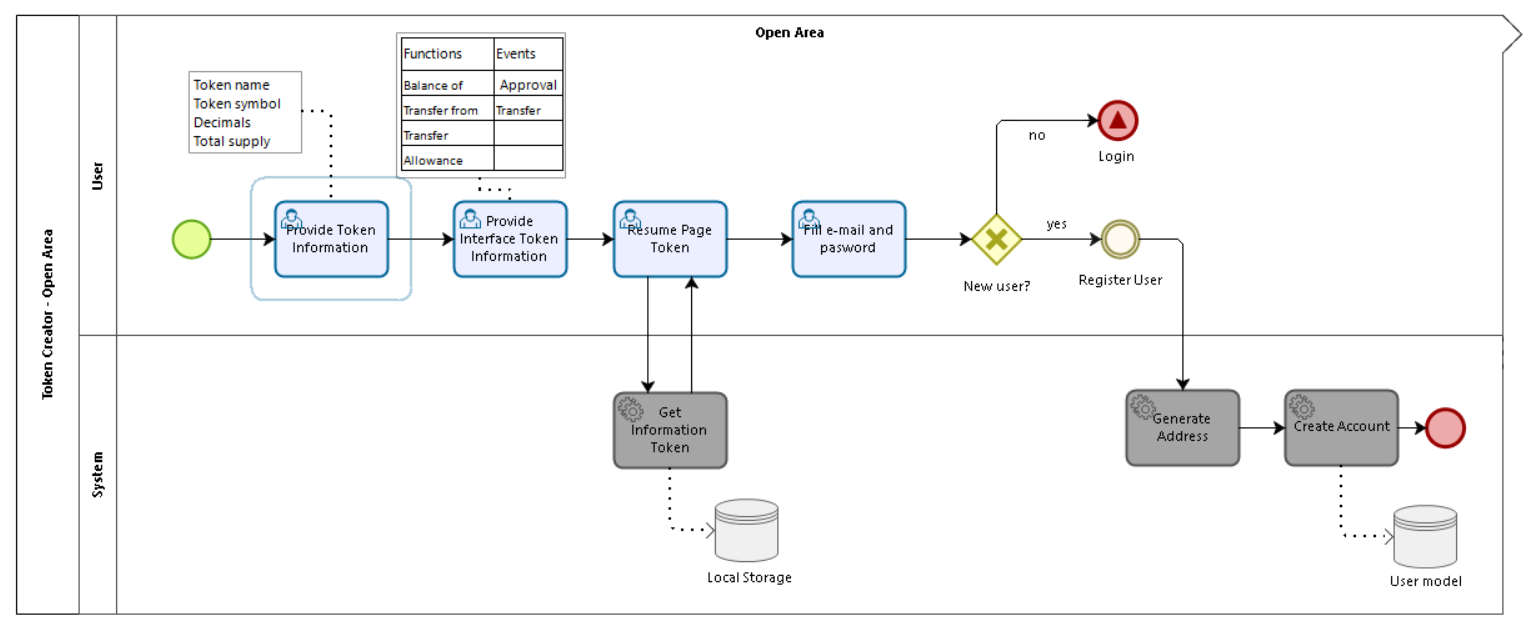 Open Area
Token Creator - Open Area
User
System
Token name
Token symbol
Decimals
Total supply
Functions Events
Balance of Approval
Transfer from Transfer
Transfer
Allowance
Provide Token
Information
Provide
Interface Token
Information
Resume Page
Token
Fill e-mail and
pasword
New user?
no
Login
yes
Register User
Get
Information
Token
Local Storage
Generate
Address
Create Account
User model